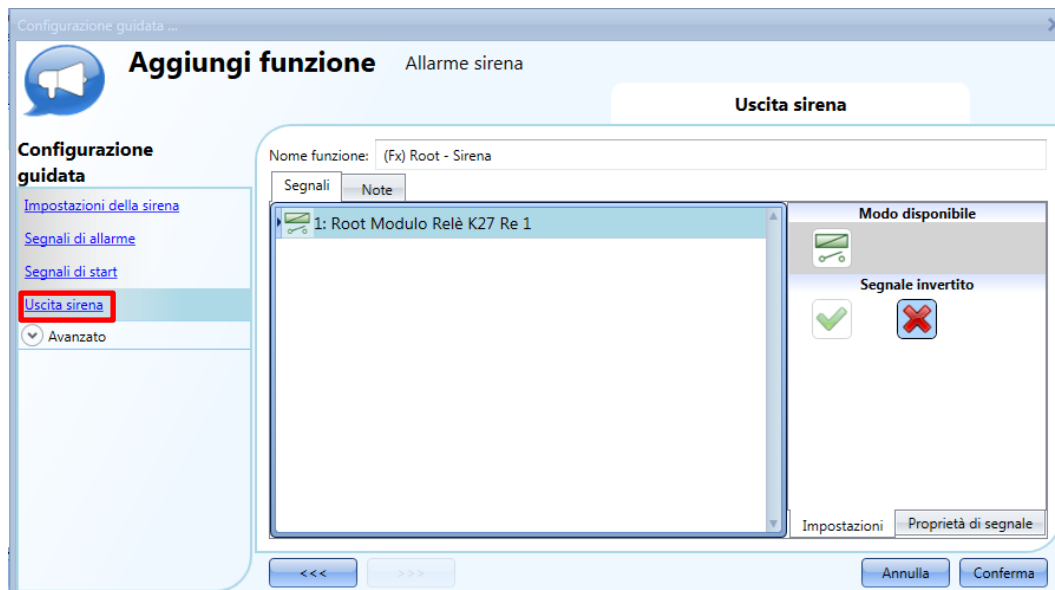 Configurazione guidata ...
Aggiungi funzione Allarme sirena
Uscita sirena
Configurazione
guidata
Impostazioni della sirena
Segnali di allarme
Segnali di start
Uscita sirena
Avanzato
Nome funzione: (Fx) Root - Sirena
Segnali Note
1: Root Modulo Relè K27 Re 1
Modo disponibile
Segnale invertito
Impostazioni Proprietà di segnale
<<< >>> Annulla Conferma